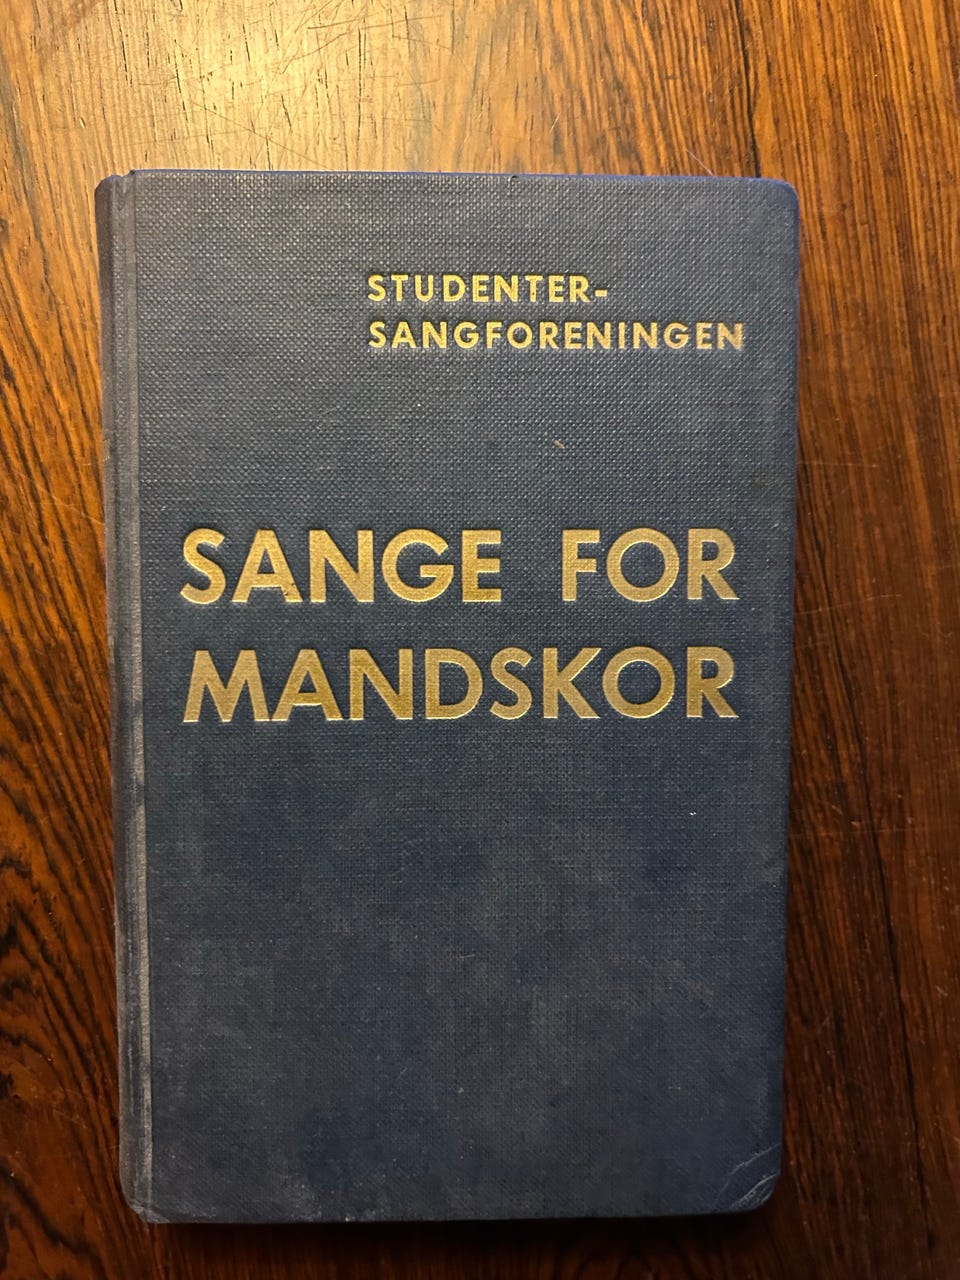 STUDENTER-
SANGFORENINGEN
SANGE FOR
MANDSKOR